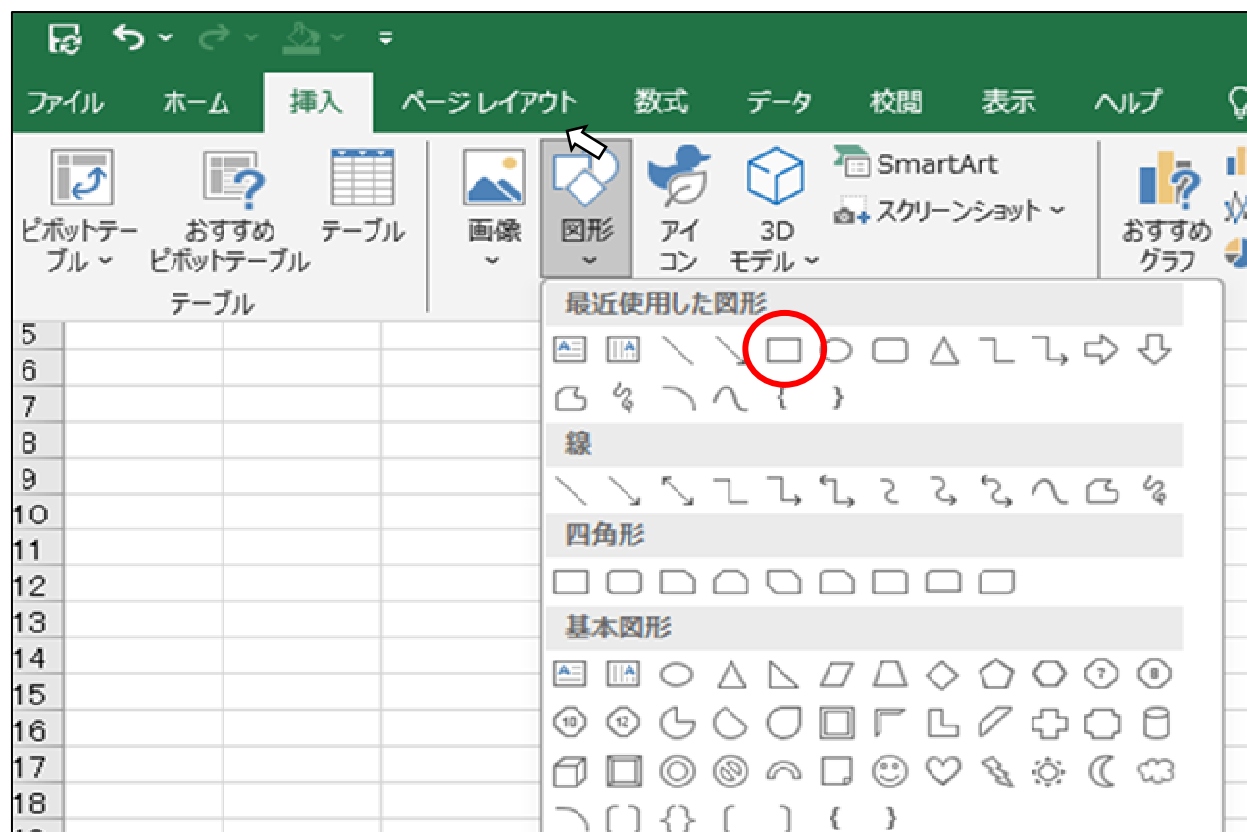 ファイル ホーム 挿入 ページ レイアウト 数式 データ 校閲 表示 ヘルプ
ピボットテー
ブル
おすすめ
ピボットテーブル
テーブル
テーブル
画像
図形
アイ
コン
3D
モデル
SmartArt
スクリーンショット
おすすめ
グラフ
最近使用した図形
線
四角形
基本図形
5
6
7
8
9
10
11
12
13
14
15
16
17
18